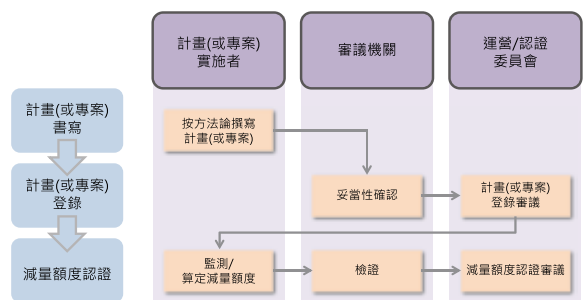 計畫(或專案)
實施者
審議機關
運營/認證
委員會
計畫(或專案)
書寫
按方法論撰寫
計畫(或專案)
計畫(或專案)
登錄
妥當性確認
計畫(或專案)
登錄審議
減量額度認證
監測/
算定減量額度
檢證
減量額度認證審議